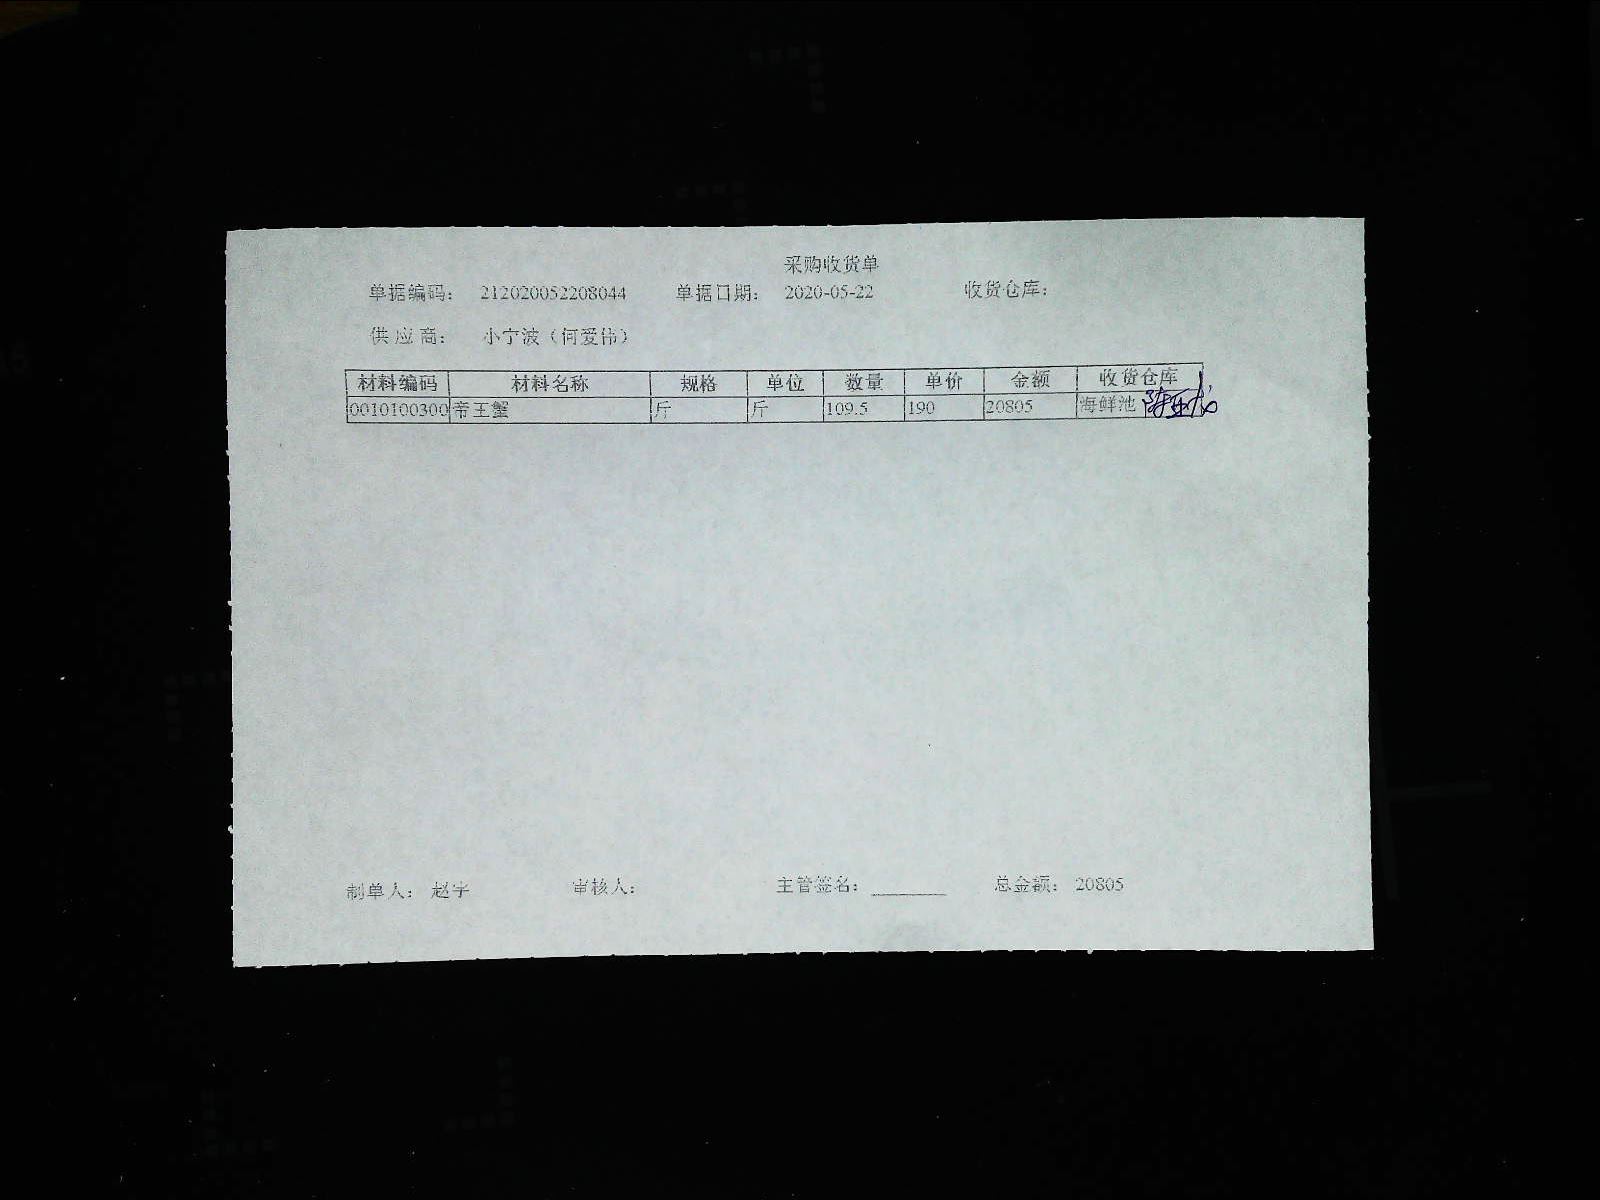 采购收货单
单据编码： 212020052208044 单据日期： 2020-05-22 收货仓库：
供 应 商： 小宁波（何爱伟）
材料编码 材料名称 规格 单位 数量 单价 金额 收货仓库
0010100300 帝王蟹 斤 斤 109.5 190 20805 海鲜池
制单人： 赵宇 审核人： 主管签名： 总金额： 20805